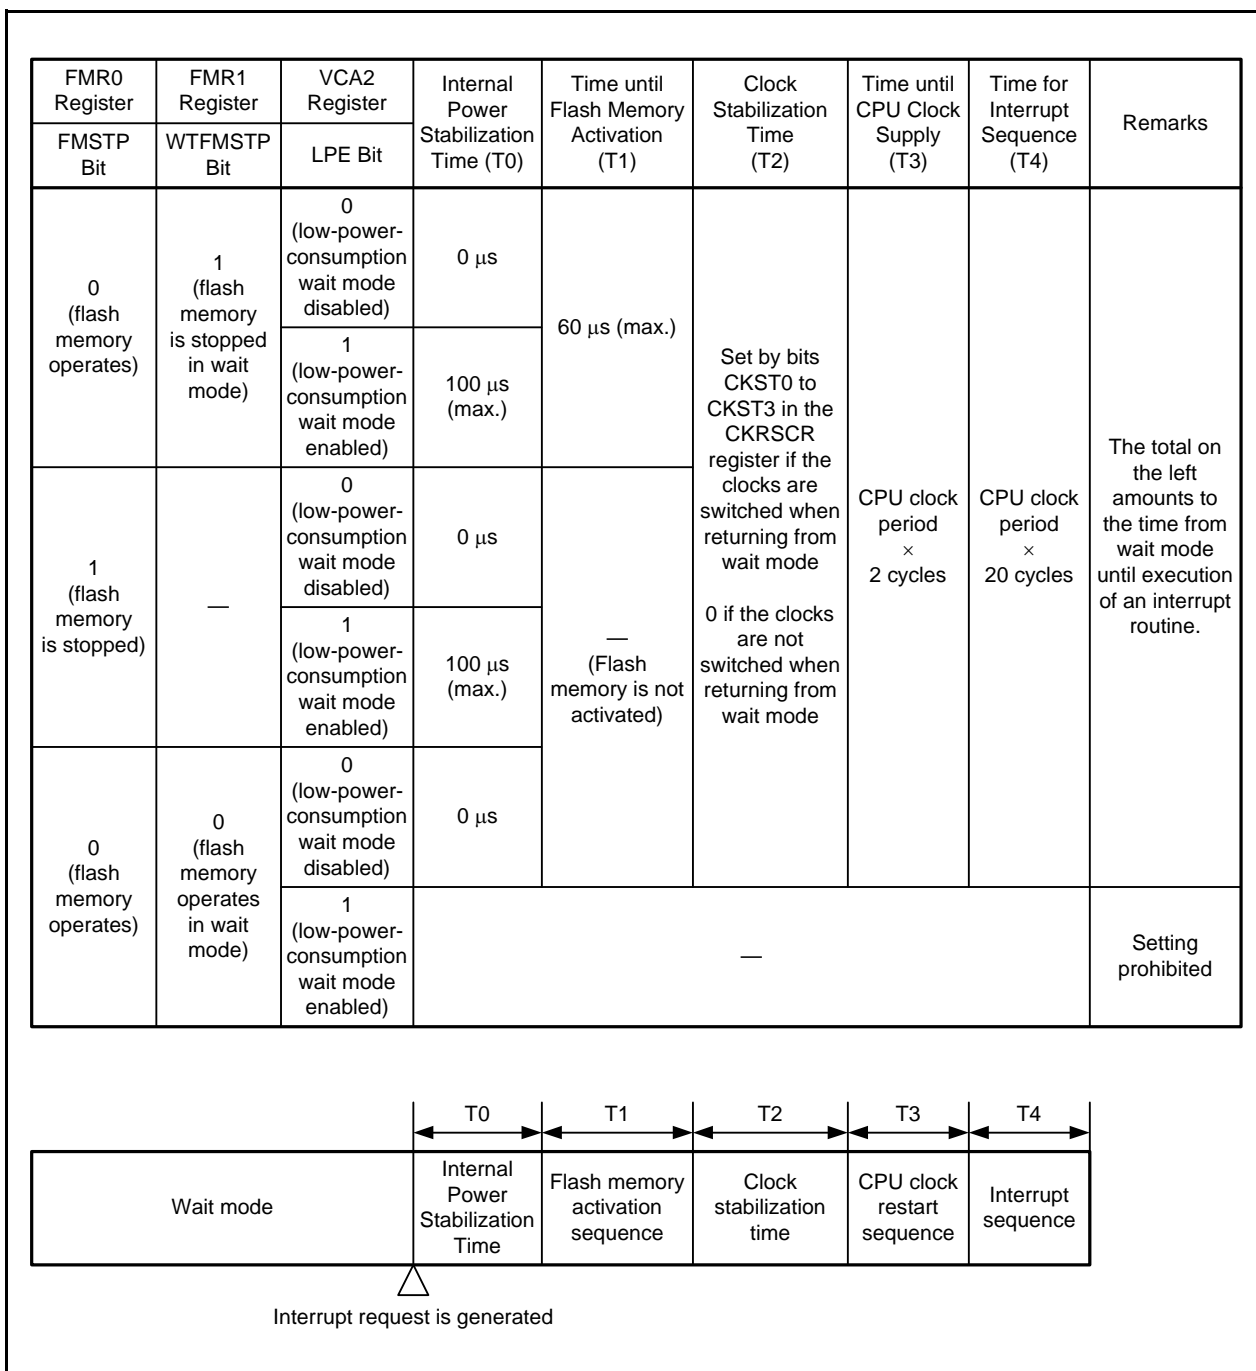 FMR0
Register
FMR1
Register
VCA2
Register
Internal
Power
Stabilization
Time (T0)
Time until
Flash Memory
Activation
(T1)
Clock
Stabilization
Time
(T2)
Time until
CPU Clock
Supply
(T3)
Time for
Interrupt
Sequence
(T4)
Remarks
FMSTP
Bit
WTFMSTP
Bit
LPE Bit
0
(flash
memory
operates)
1
(flash
memory
is stopped
in wait
mode)
0
(low-power-
consumption
wait mode
disabled)
0 μs
60 μs (max.)
Set by bits
CKST0 to
CKST3 in the
CKRSCR
register if the
clocks are
switched when
returning from
wait mode
0 if the clocks
are not
switched when
returning from
wait mode
CPU clock
period
×
2 cycles
CPU clock
period
×
20 cycles
The total on
the left
amounts to
the time from
wait mode
until execution
of an interrupt
routine.
1
(low-power-
consumption
wait mode
enabled)
100 μs
(max.)
1
(flash
memory
is stopped)
—
0
(low-power-
consumption
wait mode
disabled)
0 μs
—
(Flash
memory is not
activated)
1
(low-power-
consumption
wait mode
enabled)
100 μs
(max.)
0
(flash
memory
operates)
0
(flash
memory
operates
in wait
mode)
0
(low-power-
consumption
wait mode
disabled)
0 μs
1
(low-power-
consumption
wait mode
enabled)
—
Setting
prohibited
T0
T1
T2
T3
T4
Wait mode
Internal
Power
Stabilization
Time
Flash memory
activation
sequence
Clock
stabilization
time
CPU clock
restart
sequence
Interrupt
sequence
Interrupt request is generated